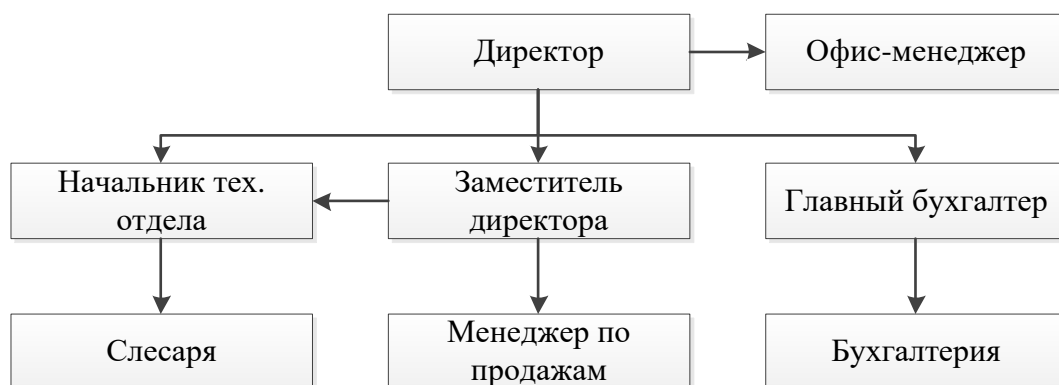 Директор
Офис-менеджер
Начальник тех.
отдела
Заместитель
директора
Главный бухгалтер
Слесаря
Менеджер по
продажам
Бухгалтерия